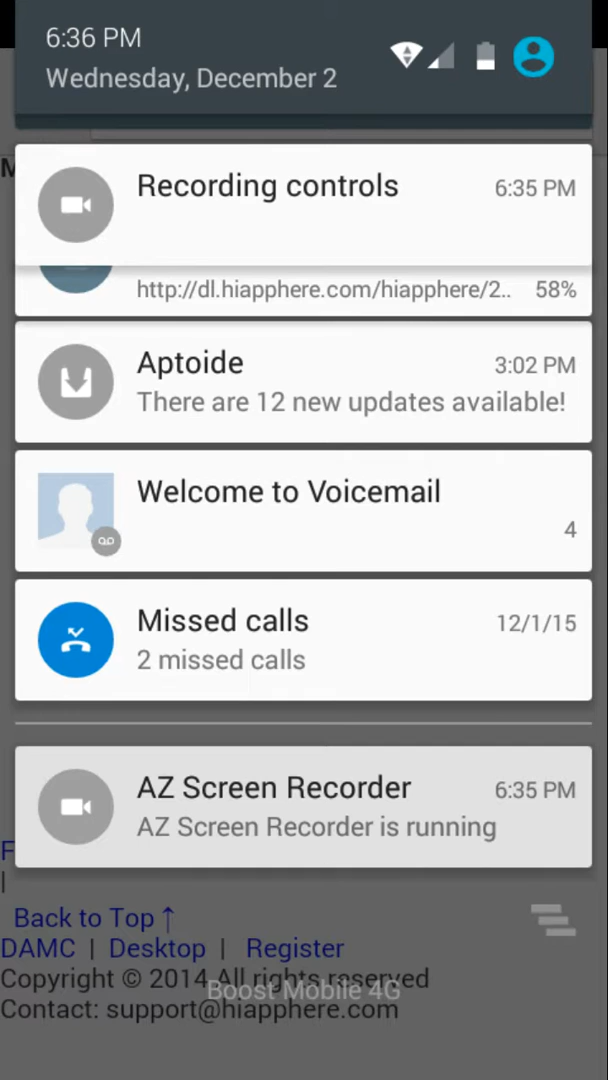 6:36 PM
Wednesday, December 2
M
Recording controls 6:35 PM
http://dl.hiapphere.com/hiapphere/2.. 58%
Aptoide 3:02 PM
There are 12 new updates available!
Welcome to Voicemail
4
Missed calls 12/1/15
2 missed calls
AZ Screen Recorder 6:35 PM
AZ Screen Recorder is running
F
|
Back to Top ↑
DAMC | Desktop | Register
Copyright © 2014 All rights reserved
Boost Mobile 4G
Contact: support@hiapphere.com